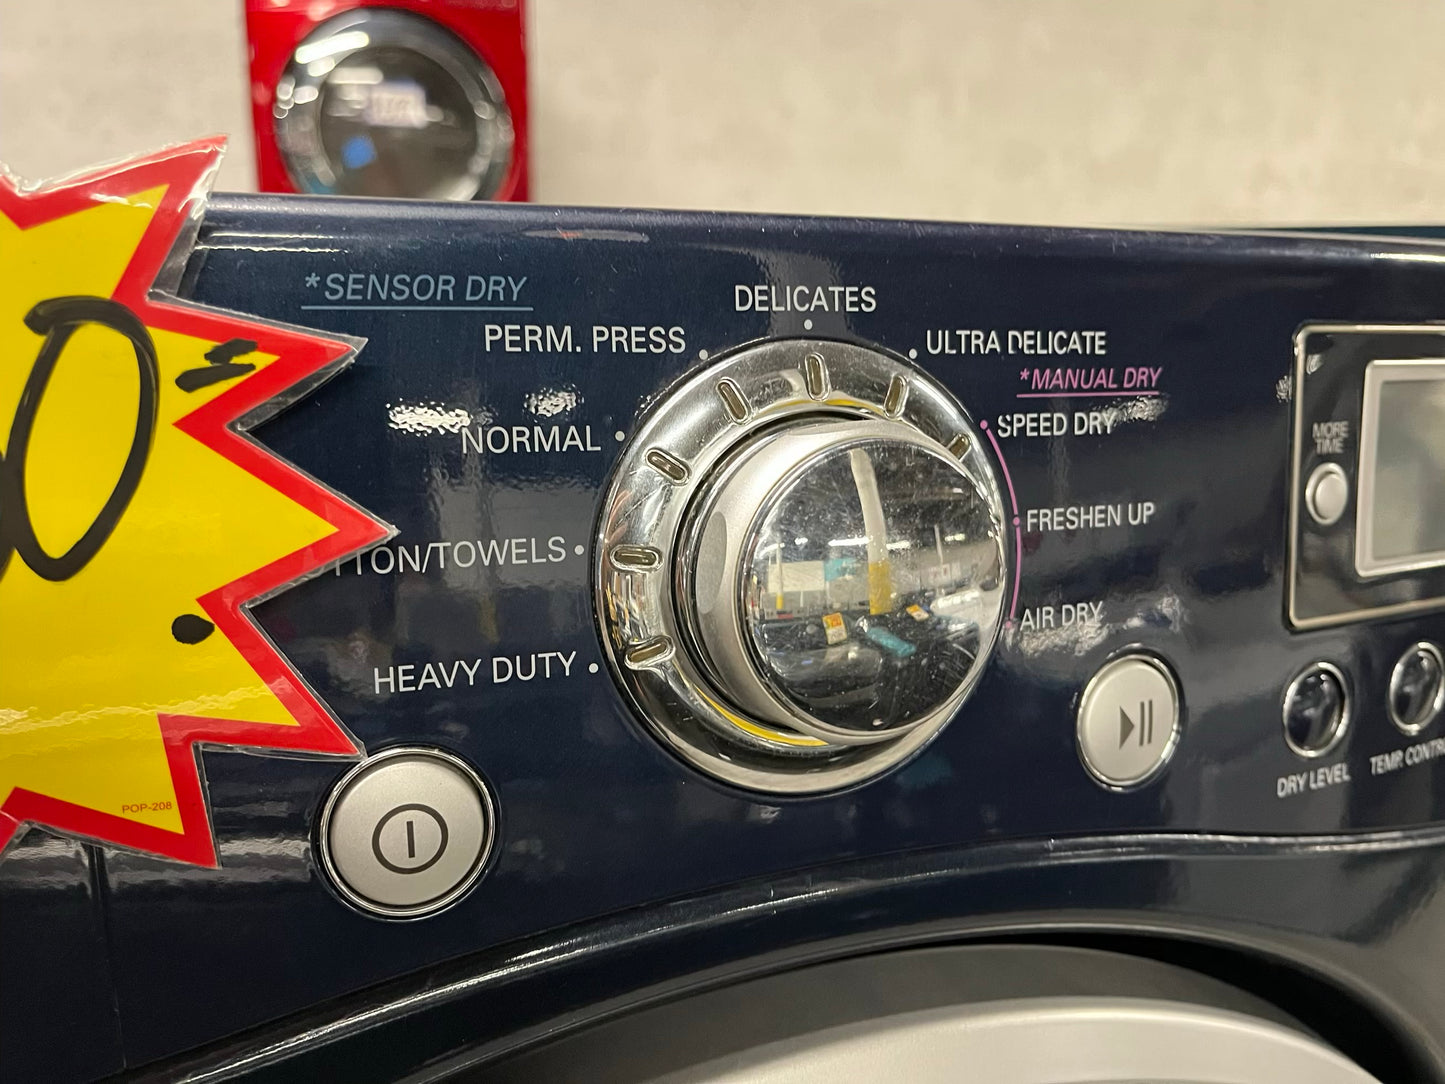 *SENSOR DRY
DELICATES
PERM. PRESS
ULTRA DELICATE
*MANUAL DRY
NORMAL
SPEED DRY
MORE
TIME
FRESHEN UP
TTON/TOWELS
AIR DRY
HEAVY DUTY
DRY LEVEL
TEMP. CONTR
POP-208
0=